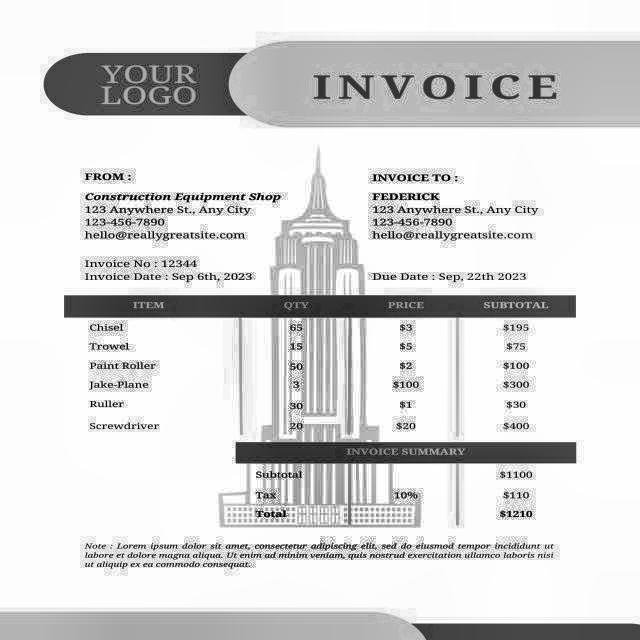 YOUR
LOGO
INVOICE
FROM :
Construction Equipment Shop
123 Anywhere St., Any City
123-456-7890
hello@reallygreatsite.com
INVOICE TO :
FEDERICK
123 Anywhere St., Any City
123-456-7890
hello@reallygreatsite.com
Invoice No : 12344
Invoice Date : Sep 6th, 2023
Due Date : Sep, 22th 2023
ITEM QTY PRICE SUBTOTAL
Chisel 65 $3 $195
Trowel 15 $5 $75
Paint Roller 50 $2 $100
Jake-Plane 3 $100 $300
Ruller 30 $1 $30
Screwdriver 20 $20 $400
INVOICE SUMMARY
Subtotal $1100
Tax 10% $110
Total $1210
Note : Lorem ipsum dolor sit amet, consectetur adipiscing elit, sed do eiusmod tempor incididunt ut
labore et dolore magna aliqua. Ut enim ad minim veniam, quis nostrud exercitation ullamco laboris nisi
ut aliquip ex ea commodo consequat.